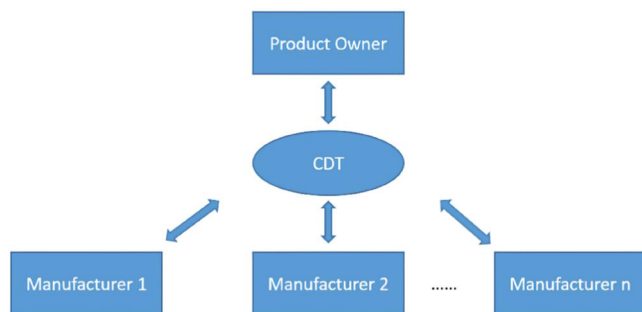 Product Owner
CDT
Manufacturer 1
Manufacturer 2
......
Manufacturer n